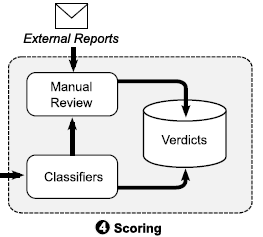 External Reports
Manual
Review
Verdicts
Classifiers
❹ Scoring